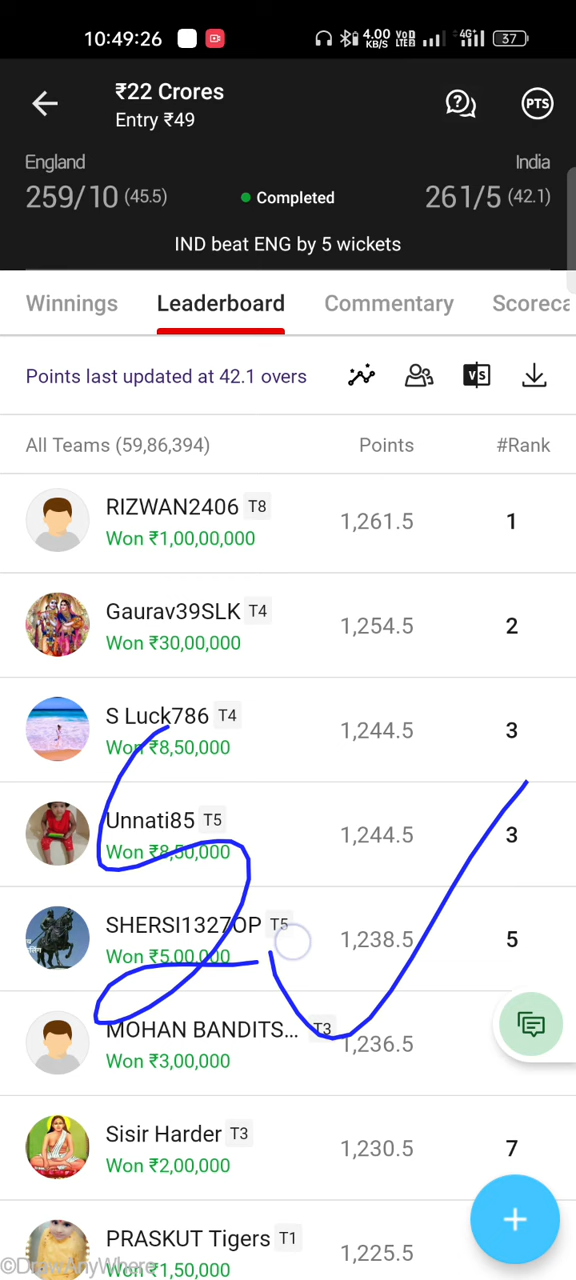 10:49:26 4.00 KB/S VoD LTEB 4G+ 37
₹22 Crores
Entry ₹49
PTS
England India
259/10 (45.5) Completed 261/5 (42.1)
IND beat ENG by 5 wickets
Winnings Leaderboard Commentary Scoreca
Points last updated at 42.1 overs VS
All Teams (59,86,394) Points #Rank
RIZWAN2406 T8 1,261.5 1
Won ₹1,00,00,000
Gaurav39SLK T4 1,254.5 2
Won ₹30,00,000
S Luck786 T4 1,244.5 3
Won ₹8,50,000
Unnati85 T5 1,244.5 3
Won ₹8,50,000
SHERSI1327OP T5 1,238.5 5
Won ₹5,00,000
MOHAN BANDITS... T3 1,236.5
Won ₹3,00,000
Sisir Harder T3 1,230.5 7
Won ₹2,00,000
PRASKUT Tigers T1 1,225.5
©DrawAnyWhere
Won ₹1,50,000